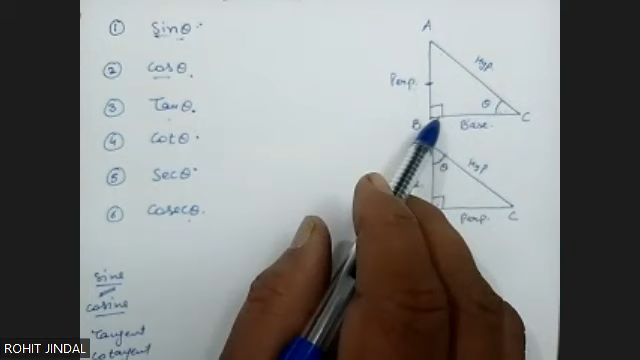 ① Sinθ
② Cosθ
③ Tanθ
④ Cotθ
⑤ Secθ
⑥ Cosecθ
sine
cosine
Tangent
Cotangent
A
Hyp.
Perp.
θ
B
Base
C
θ
Hyp
Perp.
C
ROHIT JINDAL